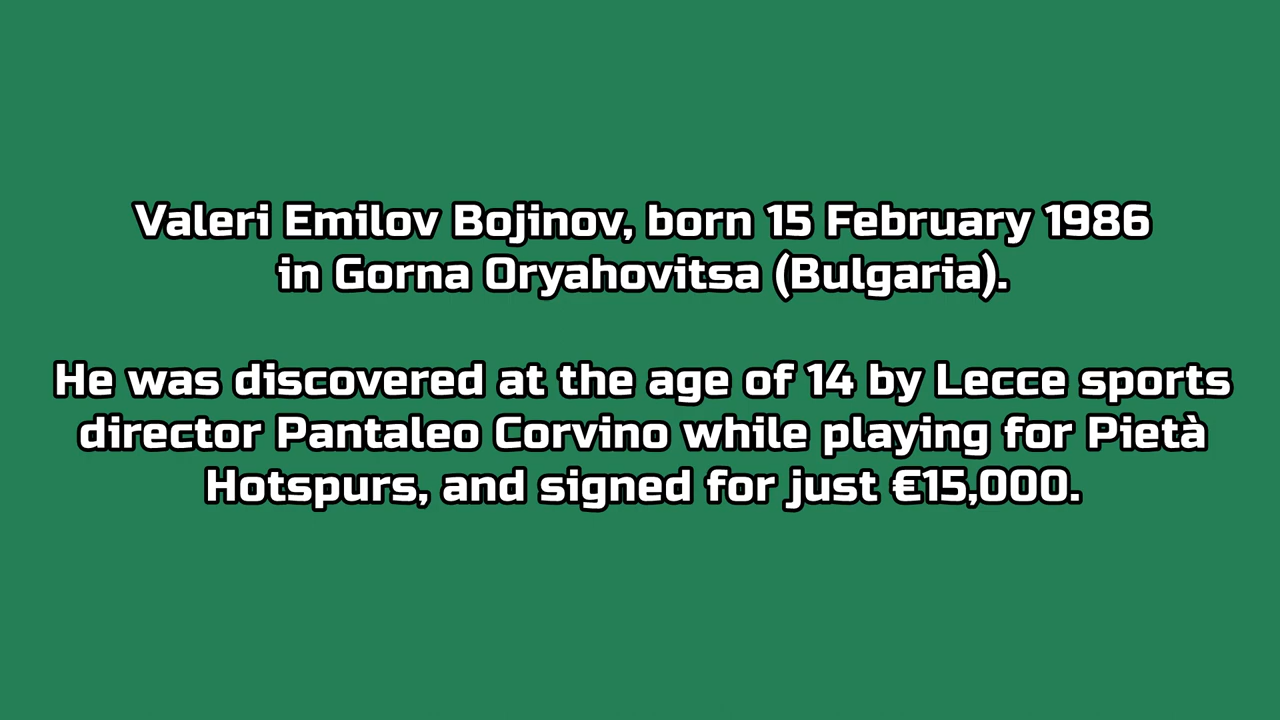 Valeri Emilov Bojinov, born 15 February 1986
in Gorna Oryahovitsa (Bulgaria).
He was discovered at the age of 14 by Lecce sports
director Pantaleo Corvino while playing for Pietà
Hotspurs, and signed for just €15,000.